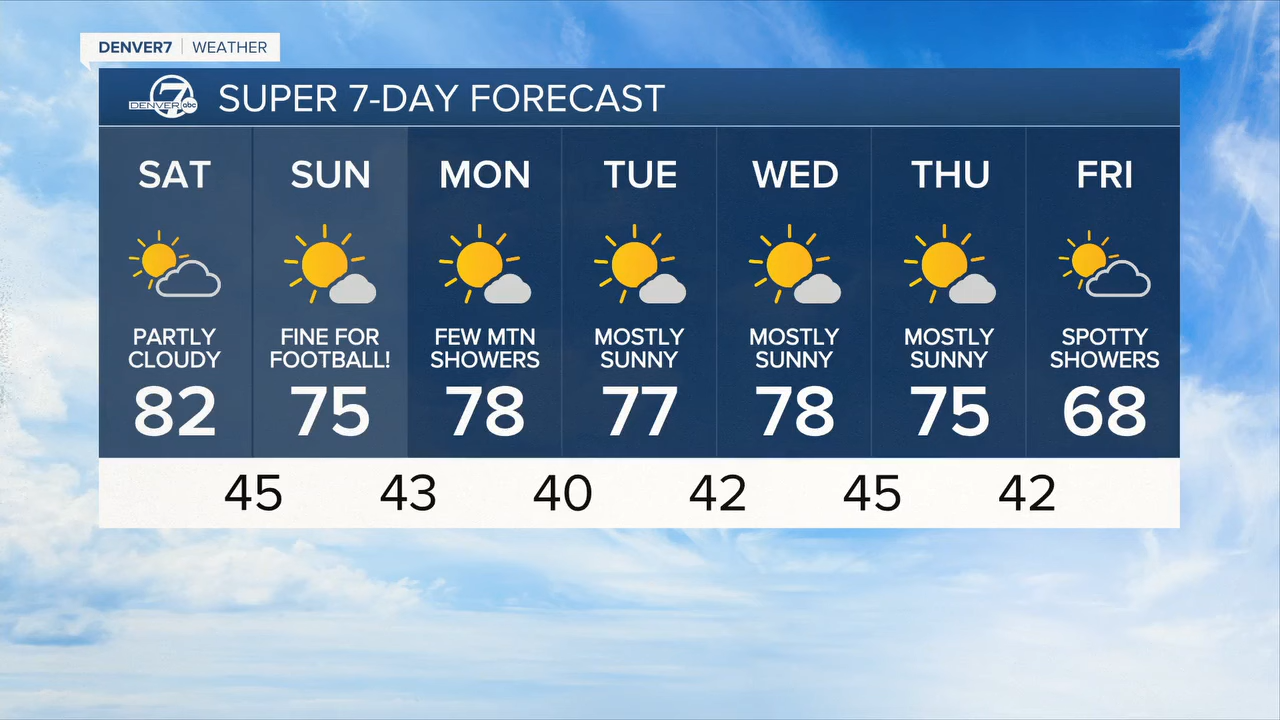 DENVER7 | WEATHER
7
DENVER abc
SUPER 7-DAY FORECAST
SAT SUN MON TUE WED THU FRI
PARTLY FINE FOR FEW MTN MOSTLY MOSTLY MOSTLY SPOTTY
CLOUDY FOOTBALL! SHOWERS SUNNY SUNNY SUNNY SHOWERS
82 75 78 77 78 75 68
45 43 40 42 45 42